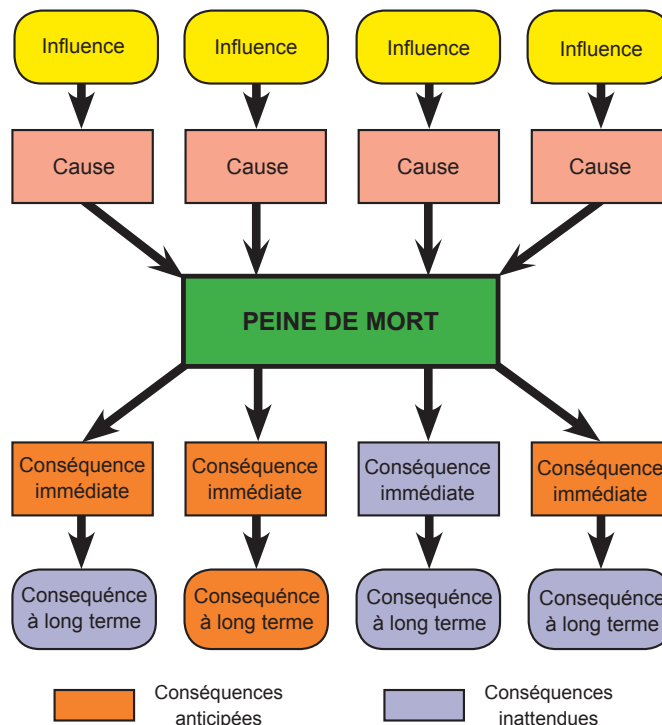 Influence Influence Influence Influence
Cause Cause Cause Cause
PEINE DE MORT
Conséquence Conséquence Conséquence Conséquence
immédiate immédiate immédiate immédiate
Consequénce Consequénce Consequénce Consequénce
à long terme à long terme à long terme à long terme
Conséquences Conséquences
anticipées inattendues